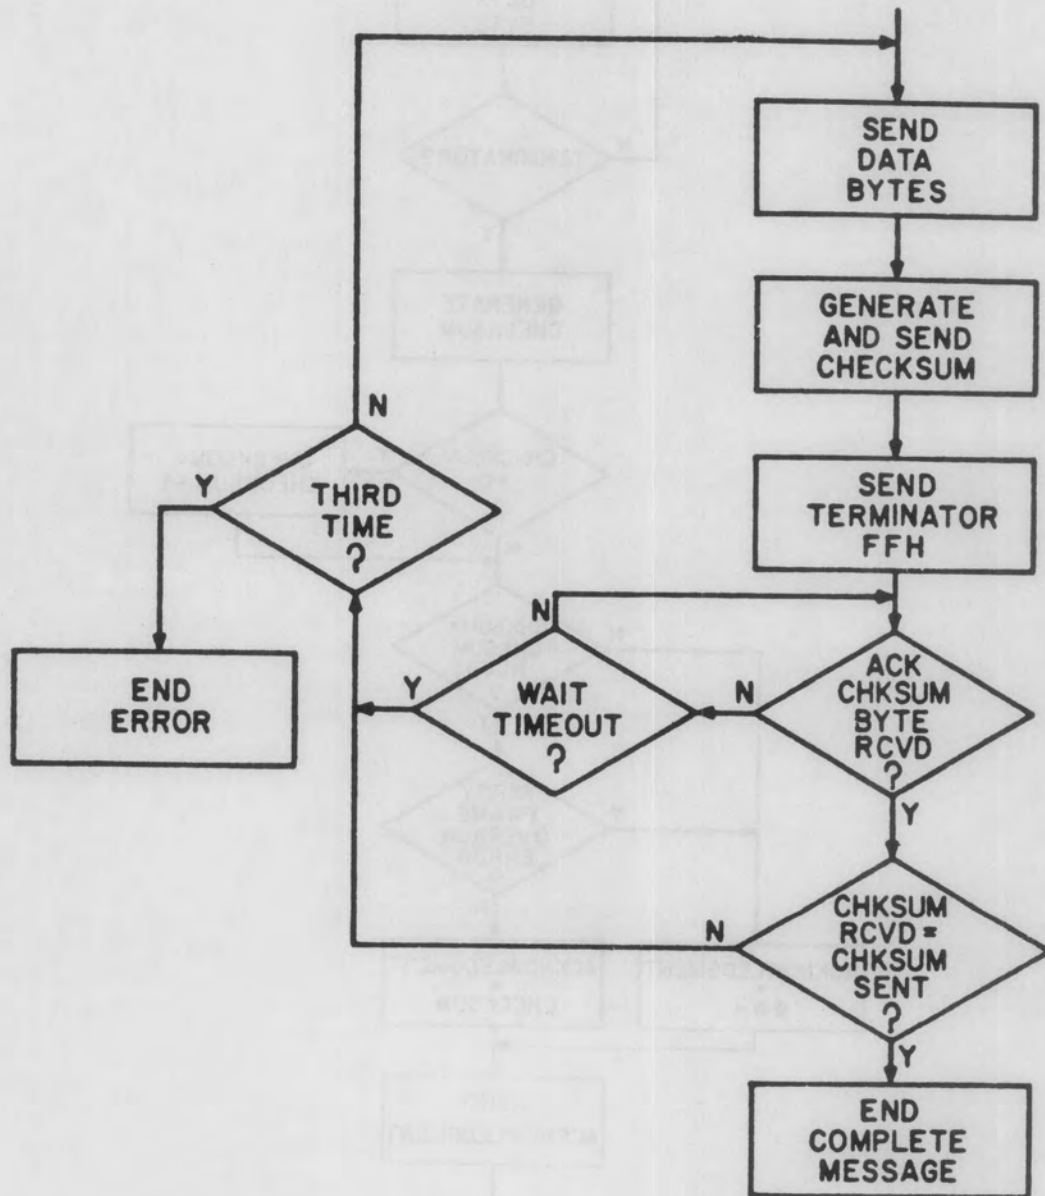 SEND
DATA
BYTES
GENERATE
AND SEND
CHECKSUM
N
Y
THIRD
TIME
?
SEND
TERMINATOR
FFH
END
ERROR
N
Y
WAIT
TIMEOUT
?
N
ACK
CHKSUM
BYTE
RCVD
?
Y
N
CHKSUM
RCVD =
CHKSUM
SENT
?
Y
END
COMPLETE
MESSAGE